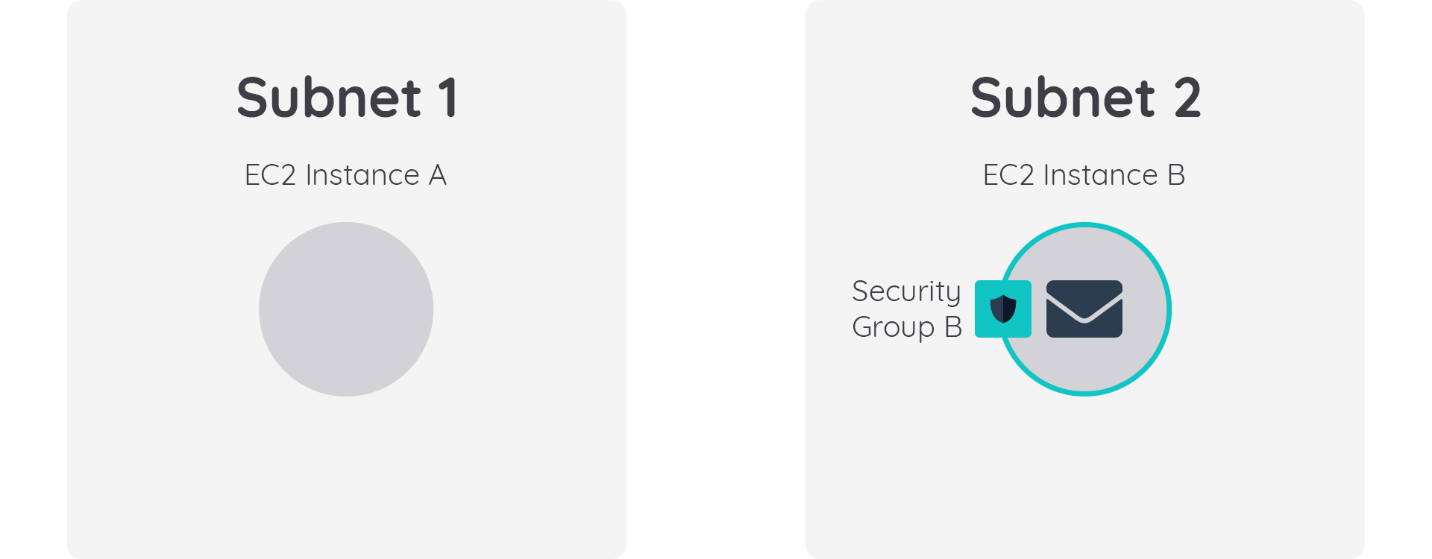 Subnet 1
EC2 Instance A
Subnet 2
EC2 Instance B
Security
Group B